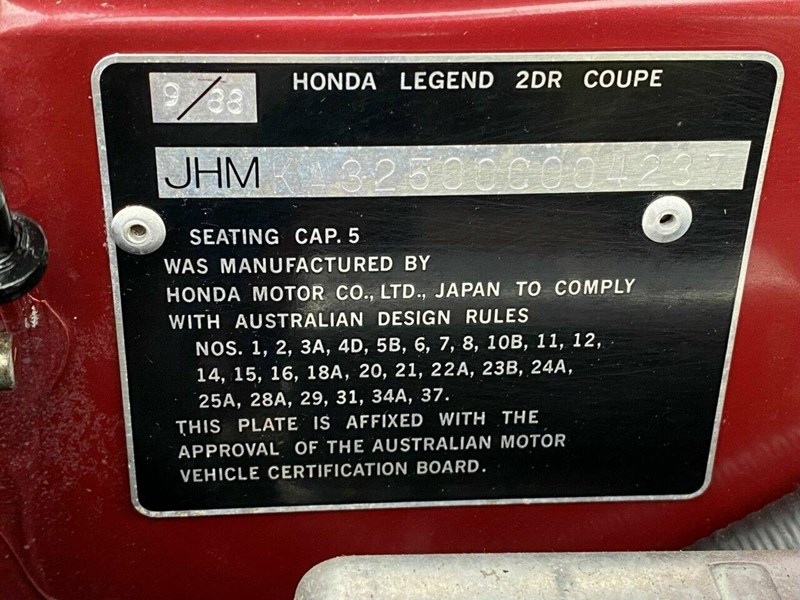 9/88 HONDA LEGEND 2DR COUPE
JHM KA32500C004237
SEATING CAP. 5
WAS MANUFACTURED BY
HONDA MOTOR CO., LTD., JAPAN TO COMPLY
WITH AUSTRALIAN DESIGN RULES
NOS. 1, 2, 3A, 4D, 5B, 6, 7, 8, 10B, 11, 12,
14, 15, 16, 18A, 20, 21, 22A, 23B, 24A,
25A, 28A, 29, 31, 34A, 37.
THIS PLATE IS AFFIXED WITH THE
APPROVAL OF THE AUSTRALIAN MOTOR
VEHICLE CERTIFICATION BOARD.